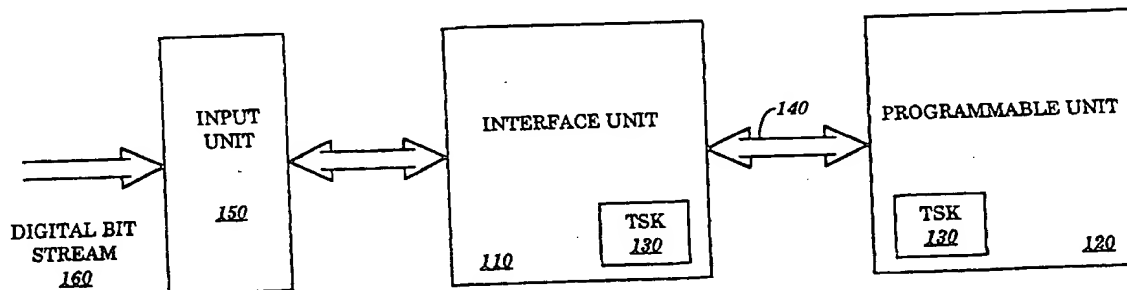 INPUT
UNIT
150
DIGITAL BIT
STREAM
160
INTERFACE UNIT
TSK
130
110
140
PROGRAMMABLE UNIT
TSK
130
120